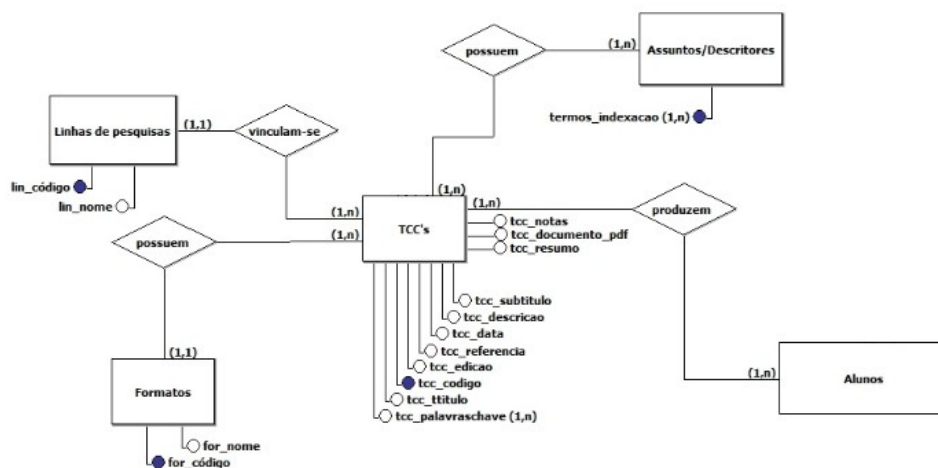 possuem
(1,n)
Assuntos/Descritores
termos_indexacao (1,n)
Linhas de pesquisas
(1,1)
vinculam-se
lin_código
lin_nome
(1,n)
(1,n)
(1,n)
produzem
possuem
(1,n)
TCC's
tcc_notas
tcc_documento_pdf
tcc_resumo
tcc_subtitulo
tcc_descricao
tcc_data
tcc_referencia
tcc_edicao
tcc_codigo
tcc_ttitulo
tcc_palavraschave (1,n)
(1,1)
Formatos
for_nome
for_código
(1,n)
Alunos